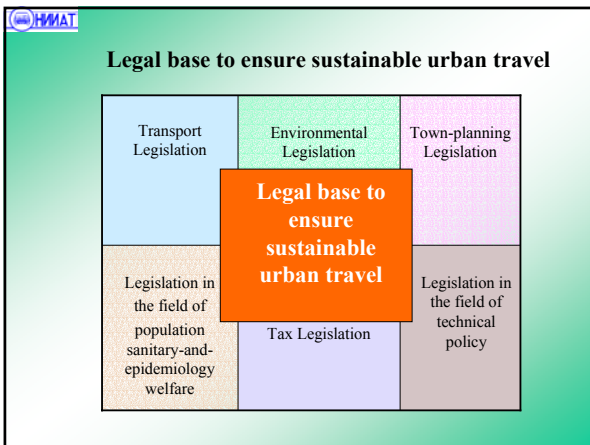 НИИАТ
Legal base to ensure sustainable urban travel
Transport
Legislation
Environmental
Legislation
Town-planning
Legislation
Legal base to
ensure
sustainable
urban travel
Legislation in
the field of
population
sanitary-and-
epidemiology
welfare
Tax Legislation
Legislation in
the field of
technical
policy